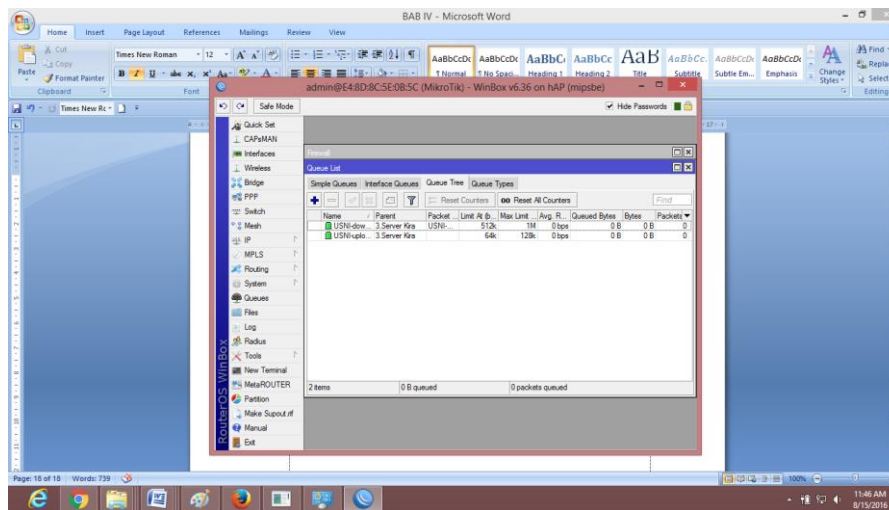 BAB IV - Microsoft Word
Home Insert Page Layout References Mailings Review View
Cut
Copy
Paste
Format Painter
Clipboard
Times New Roman 12
Font
AaBbCcDc AaBbCcDc AaBbC AaBbCc AaB AaBbCc. AaBbCcDc AaBbCcDc
1 Normal 1 No Spaci... Heading 1 Heading 2 Title Subtitle Subtle Em... Emphasis
Change Styles
Find
Select
Editing
admin@E4:8D:8C:5E:0B:5C (MikroTik) - WinBox v6.36 on hAP (mipsbe)
Safe Mode
Hide Passwords
Quick Set
CAPsMAN
Interfaces
Wireless
Bridge
PPP
Switch
Mesh
IP
MPLS
Routing
System
Queues
Files
Log
Radius
Tools
New Terminal
MetaROUTER
Partition
Make Supout.rif
Manual
Exit
RouterOS WinBox
Firewall
Queue List
Simple Queues Interface Queues Queue Tree Queue Types
Reset Counters 00 Reset All Counters Find
Name Parent Packet ... Limit At (b... Max Limit ... Avg. R... Queued Bytes Bytes Packets
USNI-dow... 3.Server Kira USNI-... 512k 1M 0 bps 0 B 0 B 0
USNI-uplo... 3.Server Kira 64k 128k 0 bps 0 B 0 B 0
2 items 0 B queued 0 packets queued
Page: 18 of 18 Words: 739
100%
11:46 AM
8/15/2016